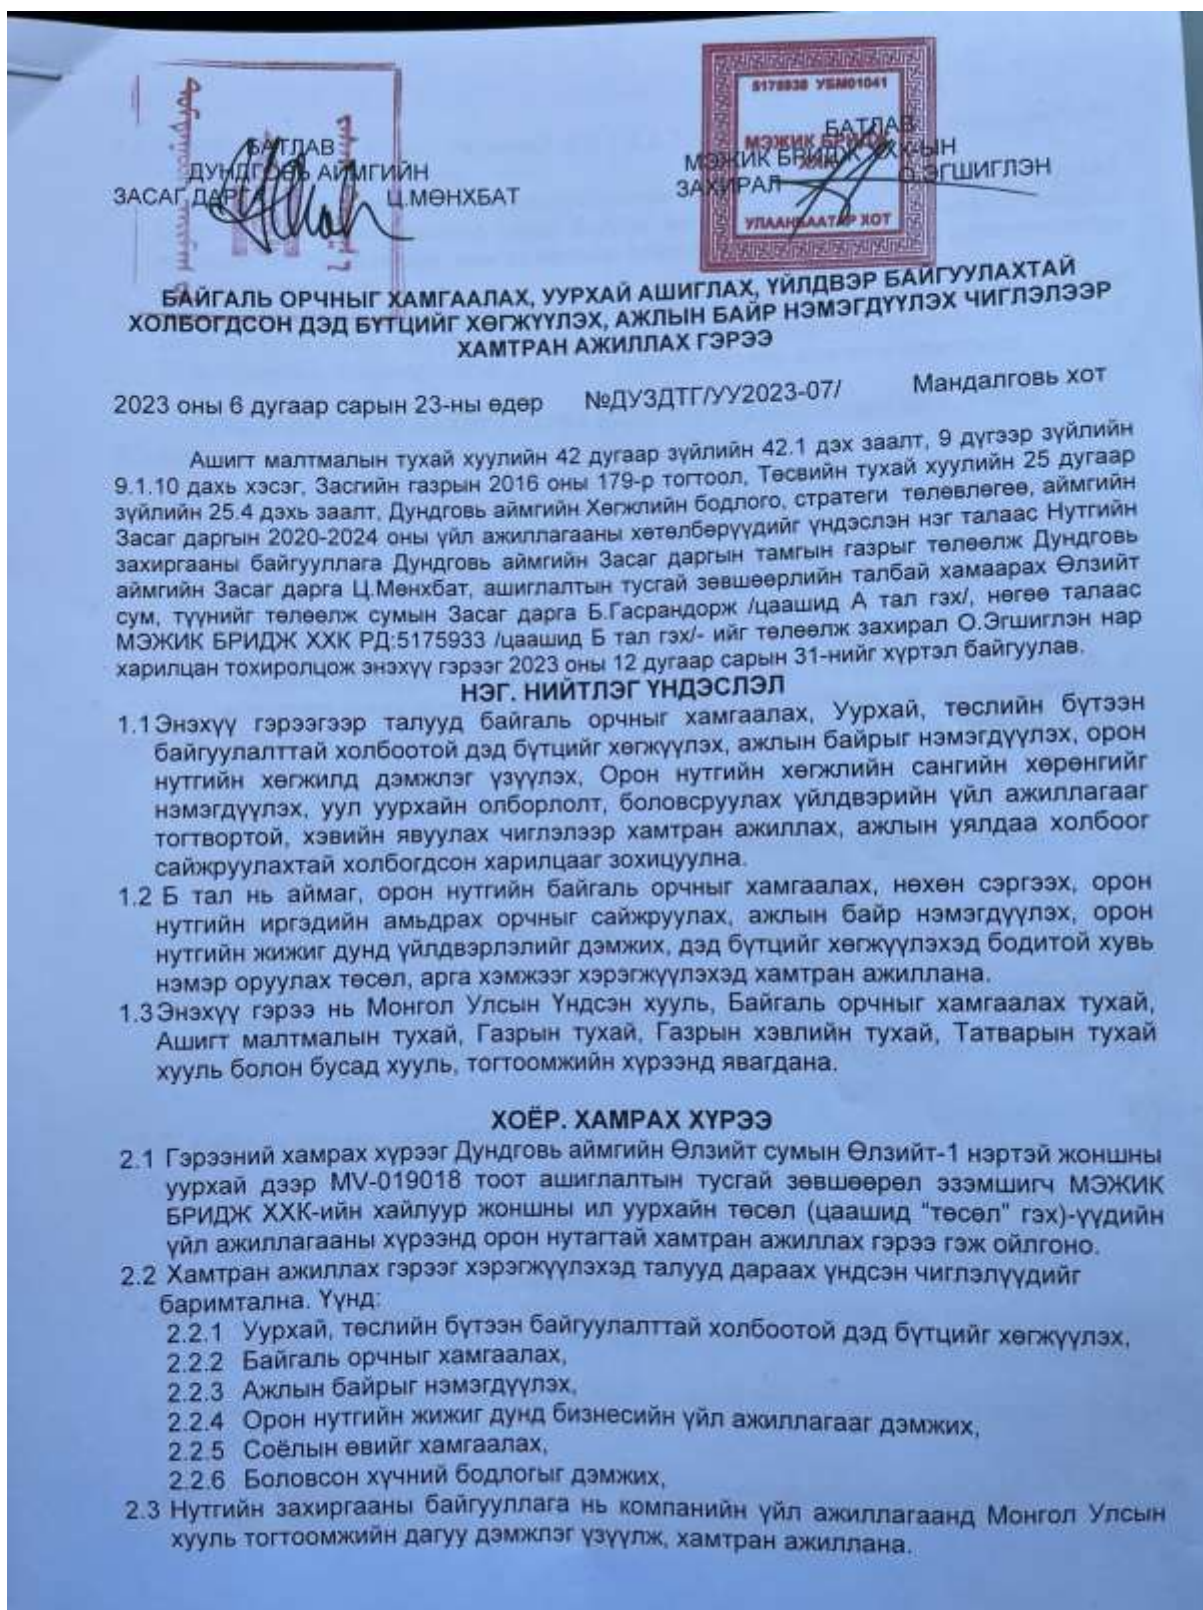 5178938 УБМ01041
МЭЖИК БРИДЖ
ХХК
УЛААНБААТАР ХОТ
БАТЛАВ
ДУНДГОВЬ АЙМГИЙН
ЗАСАГ ДАРГА Ц.МӨНХБАТ
БАТЛАВ
МЭЖИК БРИДЖ ХХК-ЫН
ЗАХИРАЛ О.ЭГШИГЛЭН
БАЙГАЛЬ ОРЧНЫГ ХАМГААЛАХ, УУРХАЙ АШИГЛАХ, ҮЙЛДВЭР БАЙГУУЛАХТАЙ
ХОЛБОГДСОН ДЭД БҮТЦИЙГ ХӨГЖҮҮЛЭХ, АЖЛЫН БАЙР НЭМЭГДҮҮЛЭХ ЧИГЛЭЛЭЭР
ХАМТРАН АЖИЛЛАХ ГЭРЭЭ
2023 оны 6 дугаар сарын 23-ны өдөр №ДУЗДТГ/УУ2023-07/ Мандалговь хот
Ашигт малтмалын тухай хуулийн 42 дугаар зүйлийн 42.1 дэх заалт, 9 дүгээр зүйлийн
9.1.10 дахь хэсэг, Засгийн газрын 2016 оны 179-р тогтоол, Төсвийн тухай хуулийн 25 дугаар
зүйлийн 25.4 дэхь заалт, Дундговь аймгийн Хөгжлийн бодлого, стратеги төлөвлөгөө, аймгийн
Засаг даргын 2020-2024 оны үйл ажиллагааны хөтөлбөрүүдийг үндэслэн нэг талаас Нутгийн
захиргааны байгууллага Дундговь аймгийн Засаг даргын тамгын газрыг төлөөлж Дундговь
аймгийн Засаг дарга Ц.Мөнхбат, ашиглалтын тусгай зөвшөөрлийн талбай хамаарах Өлзийт
сум, түүнийг төлөөлж сумын Засаг дарга Б.Гасрандорж /цаашид А тал гэх/, нөгөө талаас
МЭЖИК БРИДЖ ХХК РД:5175933 /цаашид Б тал гэх/- ийг төлөөлж захирал О.Эгшиглэн нар
харилцан тохиролцож энэхүү гэрээг 2023 оны 12 дугаар сарын 31-нийг хүртэл байгуулав.
НЭГ. НИЙТЛЭГ ҮНДЭСЛЭЛ
1.1Энэхүү гэрээгээр талууд байгаль орчныг хамгаалах, Уурхай, төслийн бүтээн
байгуулалттай холбоотой дэд бүтцийг хөгжүүлэх, ажлын байрыг нэмэгдүүлэх, орон
нутгийн хөгжилд дэмжлэг үзүүлэх, Орон нутгийн хөгжлийн сангийн хөрөнгийг
нэмэгдүүлэх, уул уурхайн олборлолт, боловсруулах үйлдвэрийн үйл ажиллагааг
тогтвортой, хэвийн явуулах чиглэлээр хамтран ажиллах, ажлын уялдаа холбоог
сайжруулахтай холбогдсон харилцааг зохицуулна.
1.2 Б тал нь аймаг, орон нутгийн байгаль орчныг хамгаалах, нөхөн сэргээх, орон
нутгийн иргэдийн амьдрах орчныг сайжруулах, ажлын байр нэмэгдүүлэх, орон
нутгийн жижиг дунд үйлдвэрлэлийг дэмжих, дэд бүтцийг хөгжүүлэхэд бодитой хувь
нэмэр оруулах төсөл, арга хэмжээг хэрэгжүүлэхэд хамтран ажиллана.
1.3Энэхүү гэрээ нь Монгол Улсын Үндсэн хууль, Байгаль орчныг хамгаалах тухай,
Ашигт малтмалын тухай, Газрын тухай, Газрын хэвлийн тухай, Татварын тухай
хууль болон бусад хууль, тогтоомжийн хүрээнд явагдана.
ХОЁР. ХАМРАХ ХҮРЭЭ
2.1 Гэрээний хамрах хүрээг Дундговь аймгийн Өлзийт сумын Өлзийт-1 нэртэй жоншны
уурхай дээр MV-019018 тоот ашиглалтын тусгай зөвшөөрөл эзэмшигч МЭЖИК
БРИДЖ ХХК-ийн хайлуур жоншны ил уурхайн төсөл (цаашид "төсөл" гэх)-үүдийн
үйл ажиллагааны хүрээнд орон нутагтай хамтран ажиллах гэрээ гэж ойлгоно.
2.2 Хамтран ажиллах гэрээг хэрэгжүүлэхэд талууд дараах үндсэн чиглэлүүдийг
баримтална. Үүнд:
2.2.1 Уурхай, төслийн бүтээн байгуулалттай холбоотой дэд бүтцийг хөгжүүлэх,
2.2.2 Байгаль орчныг хамгаалах,
2.2.3 Ажлын байрыг нэмэгдүүлэх,
2.2.4 Орон нутгийн жижиг дунд бизнесийн үйл ажиллагааг дэмжих,
2.2.5 Соёлын өвийг хамгаалах,
2.2.6 Боловсон хүчний бодлогыг дэмжих,
2.3 Нутгийн захиргааны байгууллага нь компанийн үйл ажиллагаанд Монгол Улсын
хууль тогтоомжийн дагуу дэмжлэг үзүүлж, хамтран ажиллана.